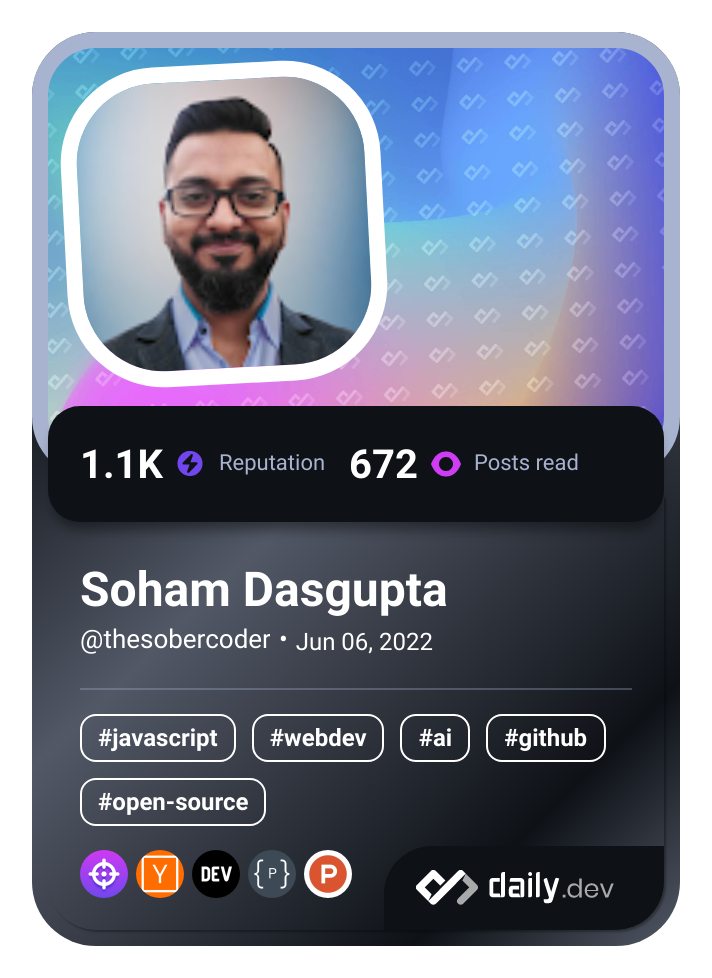 1.1K Reputation 672 Posts read
Soham Dasgupta
@thesobercoder • Jun 06, 2022
#javascript #webdev #ai #github
#open-source
Y DEV {P} P
daily.dev